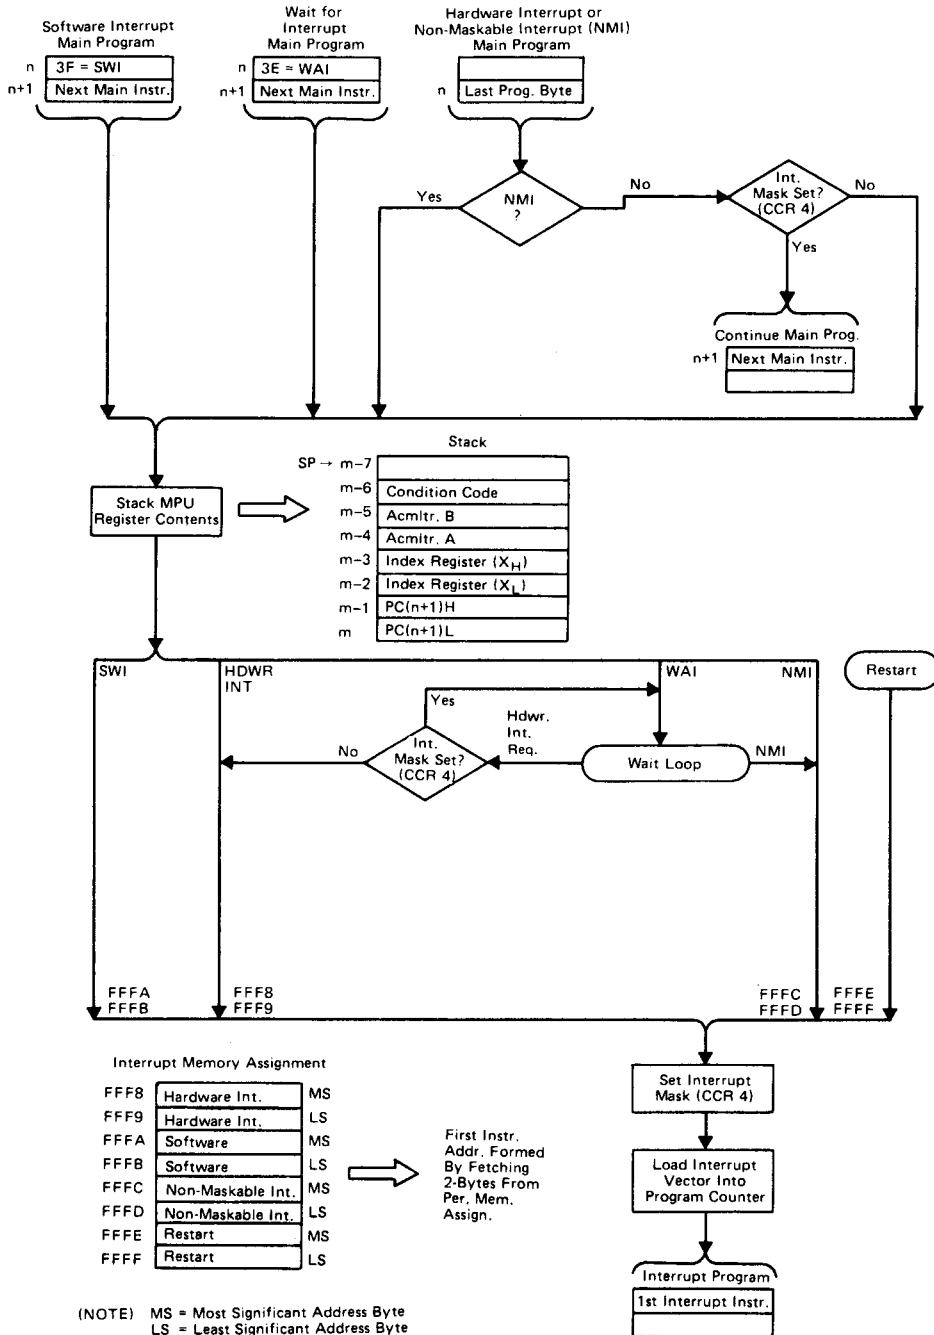 Software Interrupt
Main Program
n 3F = SWI
n+1 Next Main Instr.
Wait for
Interrupt
Main Program
n 3E = WAI
n+1 Next Main Instr.
Hardware Interrupt or
Non-Maskable Interrupt (NMI)
Main Program
n Last Prog. Byte
Yes
NMI
?
No
Int.
Mask Set?
(CCR 4)
No
Yes
Continue Main Prog.
n+1 Next Main Instr.
Stack MPU
Register Contents
Stack
SP → m-7
m-6 Condition Code
m-5 Acmltr. B
m-4 Acmltr. A
m-3 Index Register (XH)
m-2 Index Register (XL)
m-1 PC(n+1)H
m PC(n+1)L
SWI
HDWR
INT
WAI
NMI
Restart
Yes
No
Int.
Mask Set?
(CCR 4)
Hdwr.
Int.
Req.
Wait Loop
NMI
FFFA
FFFB
FFF8
FFF9
FFFC
FFFD
FFFE
FFFF
Interrupt Memory Assignment
FFF8 Hardware Int. MS
FFF9 Hardware Int. LS
FFFA Software MS
FFFB Software LS
FFFC Non-Maskable Int. MS
FFFD Non-Maskable Int. LS
FFFE Restart MS
FFFF Restart LS
First Instr.
Addr. Formed
By Fetching
2-Bytes From
Per. Mem.
Assign.
Set Interrupt
Mask (CCR 4)
Load Interrupt
Vector Into
Program Counter
Interrupt Program
1st Interrupt Instr.
(NOTE) MS = Most Significant Address Byte
LS = Least Significant Address Byte